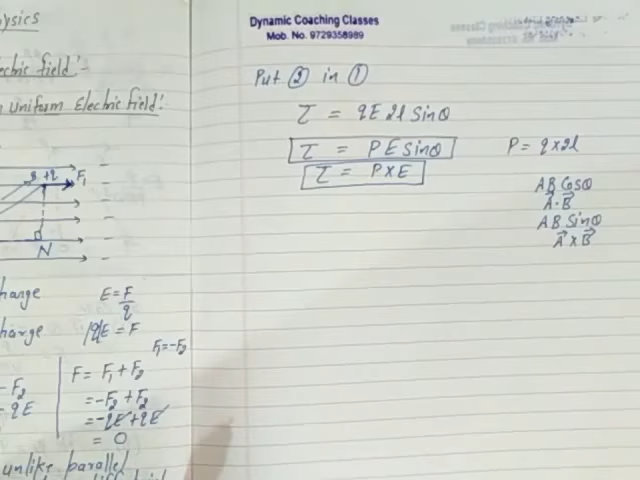 ysics
ectric field'-
n uniform Electric field:
B +q F₁
N
harge E = F/q
harge |q|E = F
F₁ = -F₂
F = F₁ + F₂
- F₂ = -F₂ + F₂
- qE = -qE + qE
= 0
unlike parallel
Dynamic Coaching Classes
Mob. No. 9729358989
Put ② in ①
τ = qE 2l Sinθ
τ = PE Sinθ
τ = P×E
P = q×2l
AB Cosθ
A⃗·B⃗
AB Sinθ
A⃗×B⃗